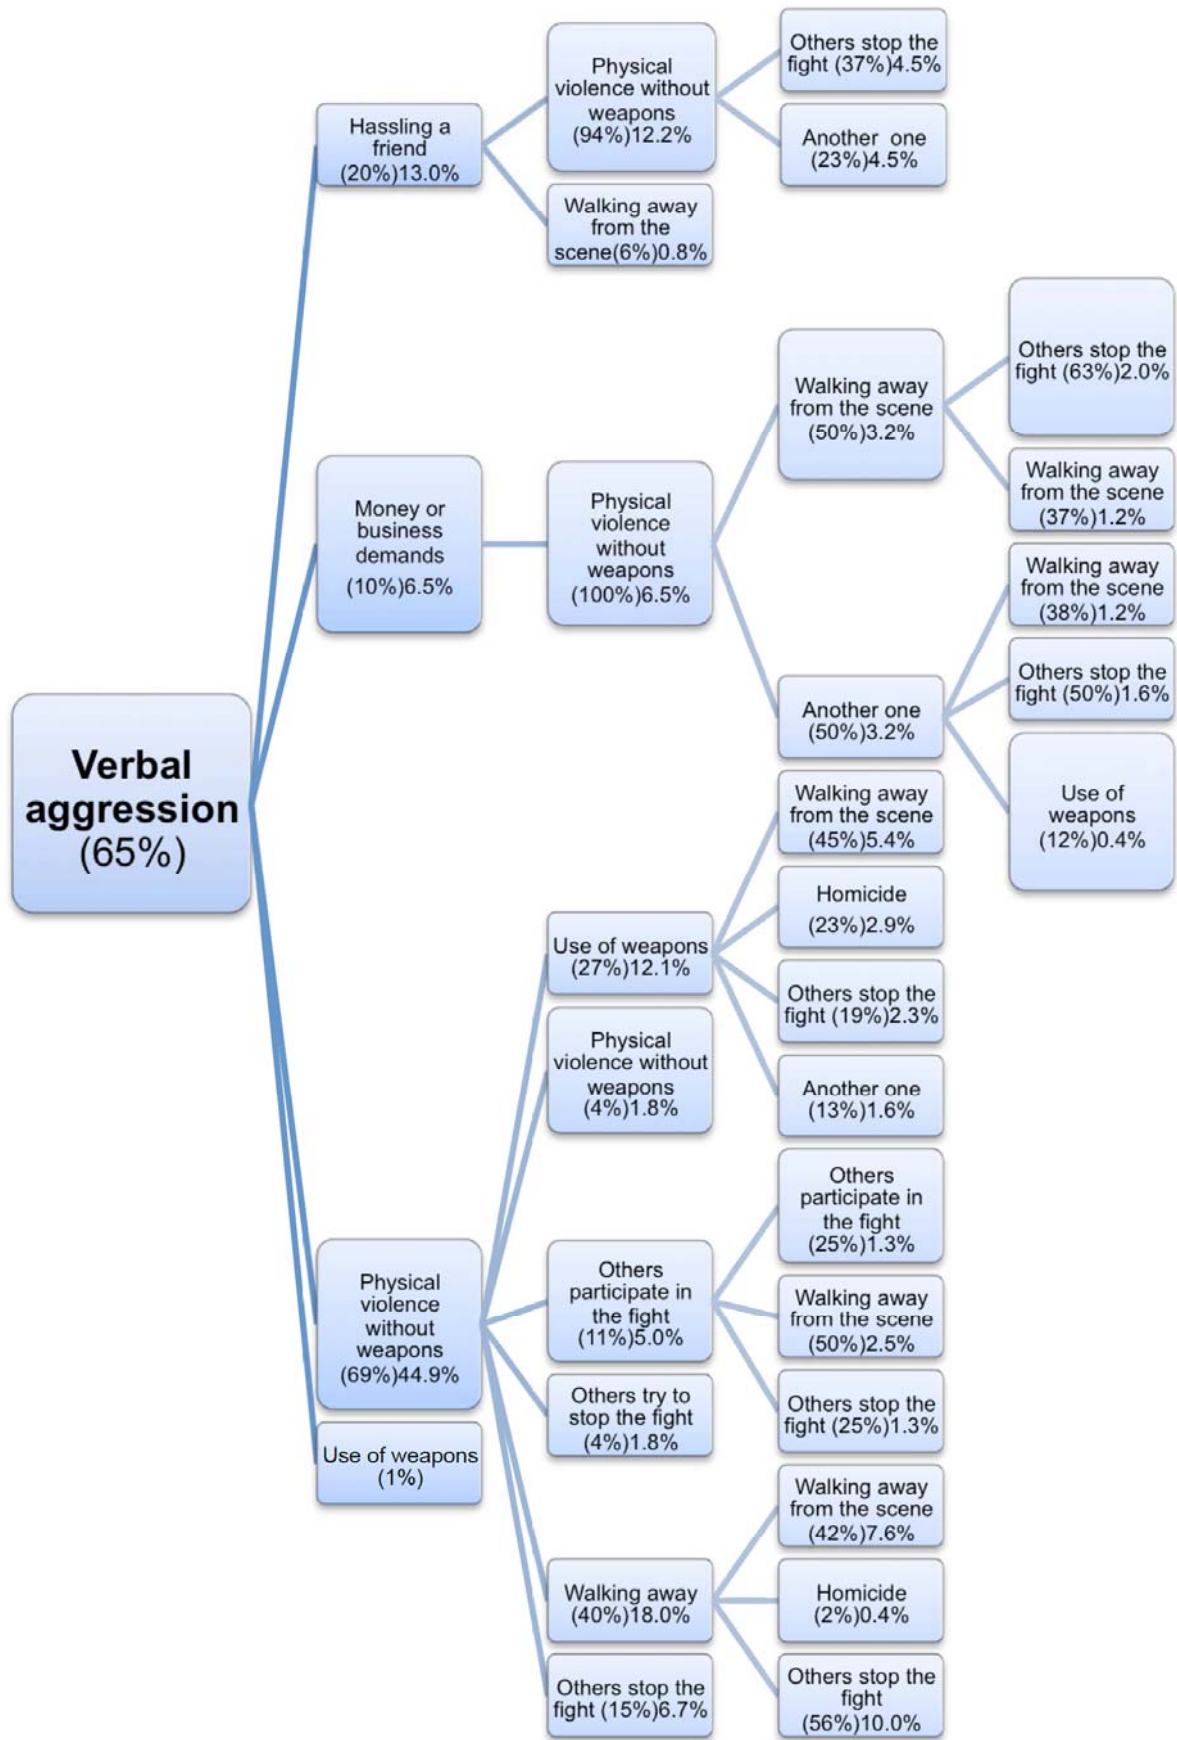 Verbal
aggression
(65%)
Hassling a
friend
(20%)13.0%
Physical
violence without
weapons
(94%)12.2%
Others stop the
fight (37%)4.5%
Another one
(23%)4.5%
Walking away
from the
scene(6%)0.8%
Money or
business
demands
(10%)6.5%
Physical
violence
without
weapons
(100%)6.5%
Walking away
from the scene
(50%)3.2%
Others stop the
fight (63%)2.0%
Walking away
from the scene
(37%)1.2%
Another one
(50%)3.2%
Walking away
from the scene
(38%)1.2%
Others stop the
fight (50%)1.6%
Use of
weapons
(12%)0.4%
Physical
violence
without
weapons
(69%)44.9%
Use of weapons
(27%)12.1%
Walking away
from the scene
(45%)5.4%
Homicide
(23%)2.9%
Others stop the
fight (19%)2.3%
Another one
(13%)1.6%
Physical
violence without
weapons
(4%)1.8%
Others
participate in
the fight
(11%)5.0%
Others
participate in
the fight
(25%)1.3%
Walking away
from the scene
(50%)2.5%
Others stop the
fight (25%)1.3%
Others try to
stop the fight
(4%)1.8%
Walking away
(40%)18.0%
Walking away
from the scene
(42%)7.6%
Homicide
(2%)0.4%
Others stop the
fight
(56%)10.0%
Others stop the
fight (15%)6.7%
Use of weapons
(1%)